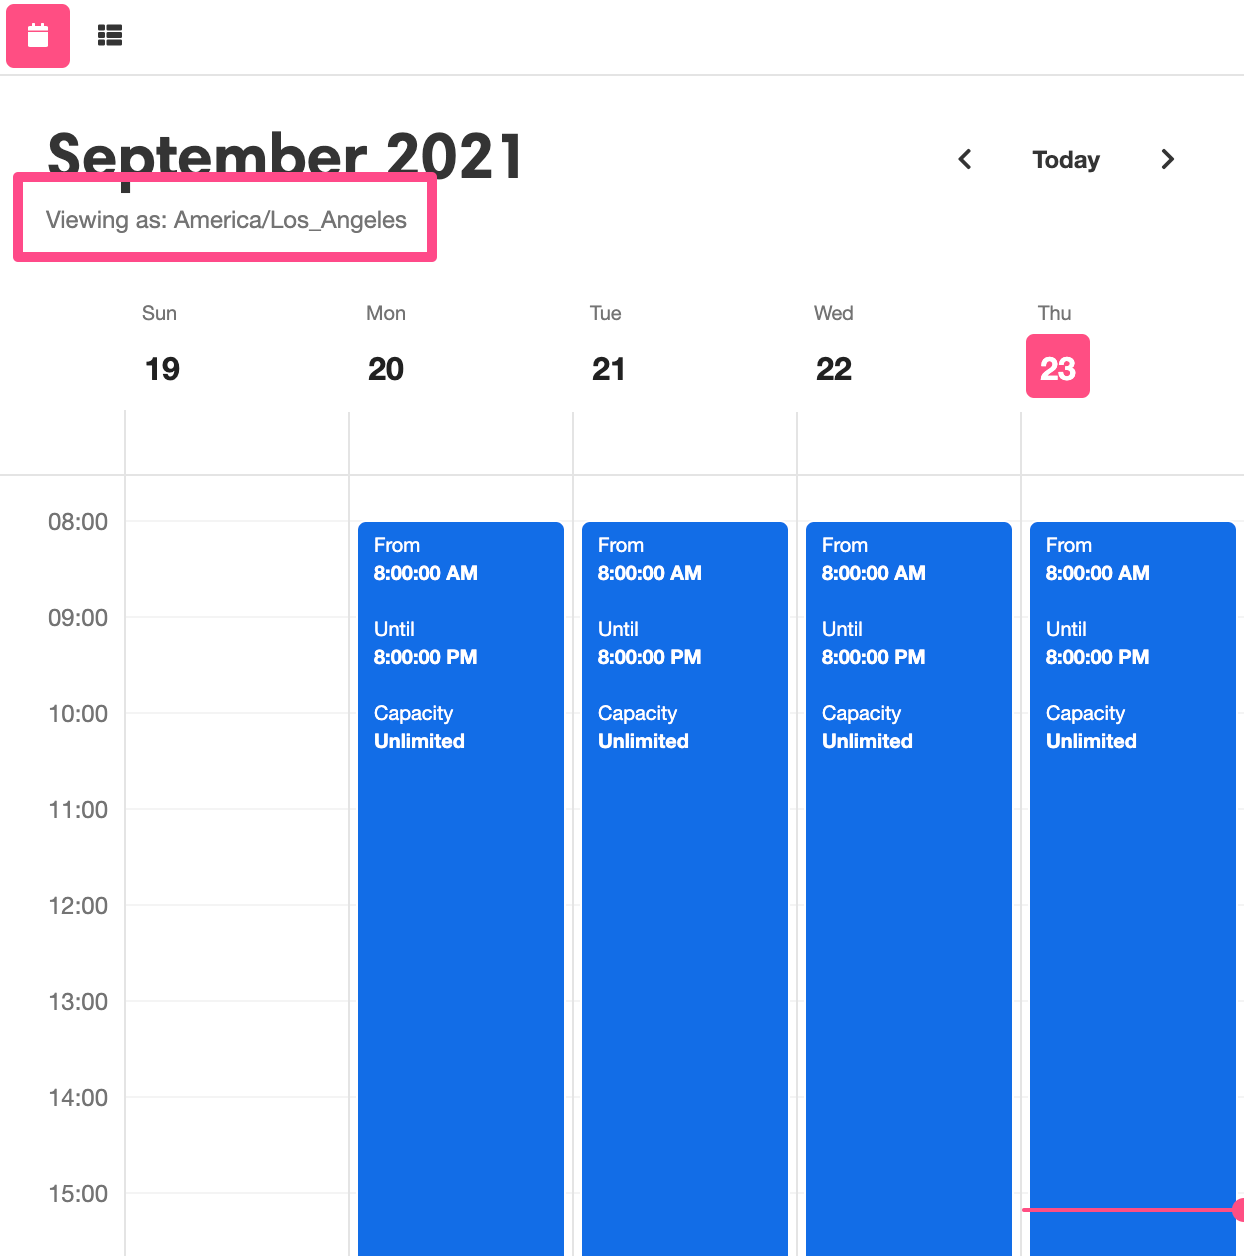 September 2021
Today
Viewing as: America/Los_Angeles
Sun
Mon
Tue
Wed
Thu
19
20
21
22
23
08:00
09:00
10:00
11:00
12:00
13:00
14:00
15:00
From
8:00:00 AM
Until
8:00:00 PM
Capacity
Unlimited
From
8:00:00 AM
Until
8:00:00 PM
Capacity
Unlimited
From
8:00:00 AM
Until
8:00:00 PM
Capacity
Unlimited
From
8:00:00 AM
Until
8:00:00 PM
Capacity
Unlimited